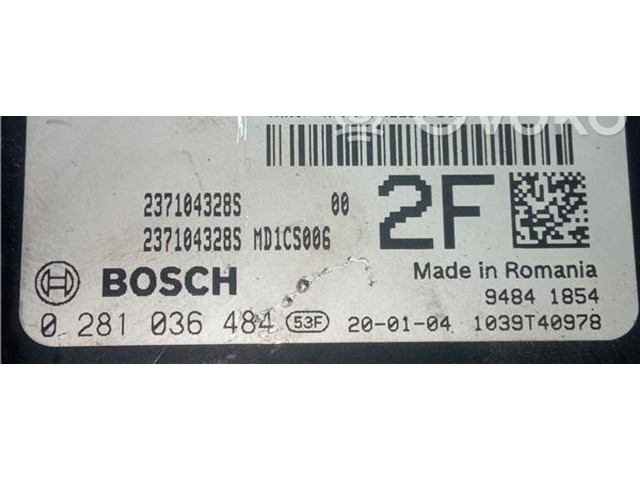 237104328S 00
237104328S MD1CS006
2F
BOSCH
Made in Romania
9484 1854
0 281 036 484 53F 20-01-04 1039T40978